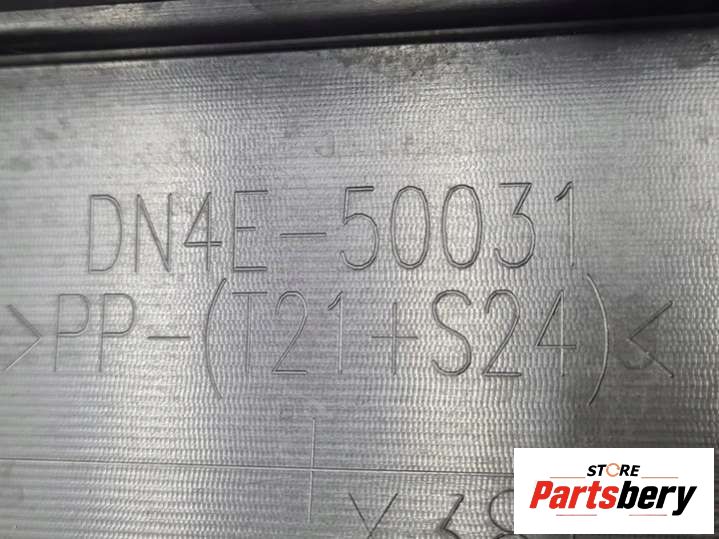 DN4E-50031
>PP-(T21+S24)<
STORE
Partsbery